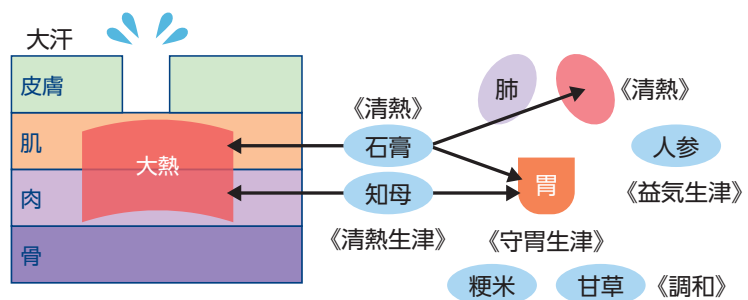 大汗
皮膚
肌
大熱
肉
骨
《清熱》
石膏
知母
《清熱生津》
肺
《清熱》
胃
《守胃生津》
人参
《益気生津》
粳米
甘草
《調和》